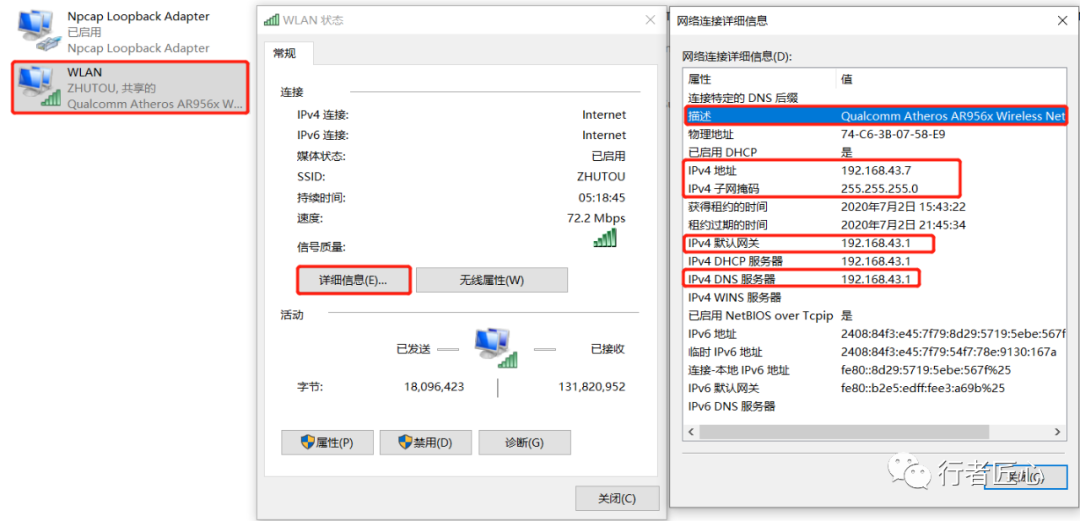 Npcap Loopback Adapter
已启用
Npcap Loopback Adapter
WLAN
ZHUTOU, 共享的
Qualcomm Atheros AR956x W...
WLAN 状态
常规
连接
IPv4 连接: Internet
IPv6 连接: Internet
媒体状态: 已启用
SSID: ZHUTOU
持续时间: 05:18:45
速度: 72.2 Mbps
信号质量:
详细信息(E)... 无线属性(W)
活动
已发送 已接收
字节: 18,096,423 131,820,952
属性(P) 禁用(D) 诊断(G)
关闭(C)
网络连接详细信息
网络连接详细信息(D):
属性 值
连接特定的 DNS 后缀
描述 Qualcomm Atheros AR956x Wireless Net
物理地址 74-C6-3B-07-58-E9
已启用 DHCP 是
IPv4 地址 192.168.43.7
IPv4 子网掩码 255.255.255.0
获得租约的时间 2020年7月2日 15:43:22
租约过期的时间 2020年7月2日 21:45:34
IPv4 默认网关 192.168.43.1
IPv4 DHCP 服务器 192.168.43.1
IPv4 DNS 服务器 192.168.43.1
IPv4 WINS 服务器
已启用 NetBIOS over Tcpip 是
IPv6 地址 2408:84f3:e45:7f79:8d29:5719:5ebe:567f
临时 IPv6 地址 2408:84f3:e45:7f79:54f7:78e:9130:167a
连接-本地 IPv6 地址 fe80::8d29:5719:5ebe:567f%25
IPv6 默认网关 fe80::b2e5:edff:fee3:a69b%25
IPv6 DNS 服务器
行者匠心